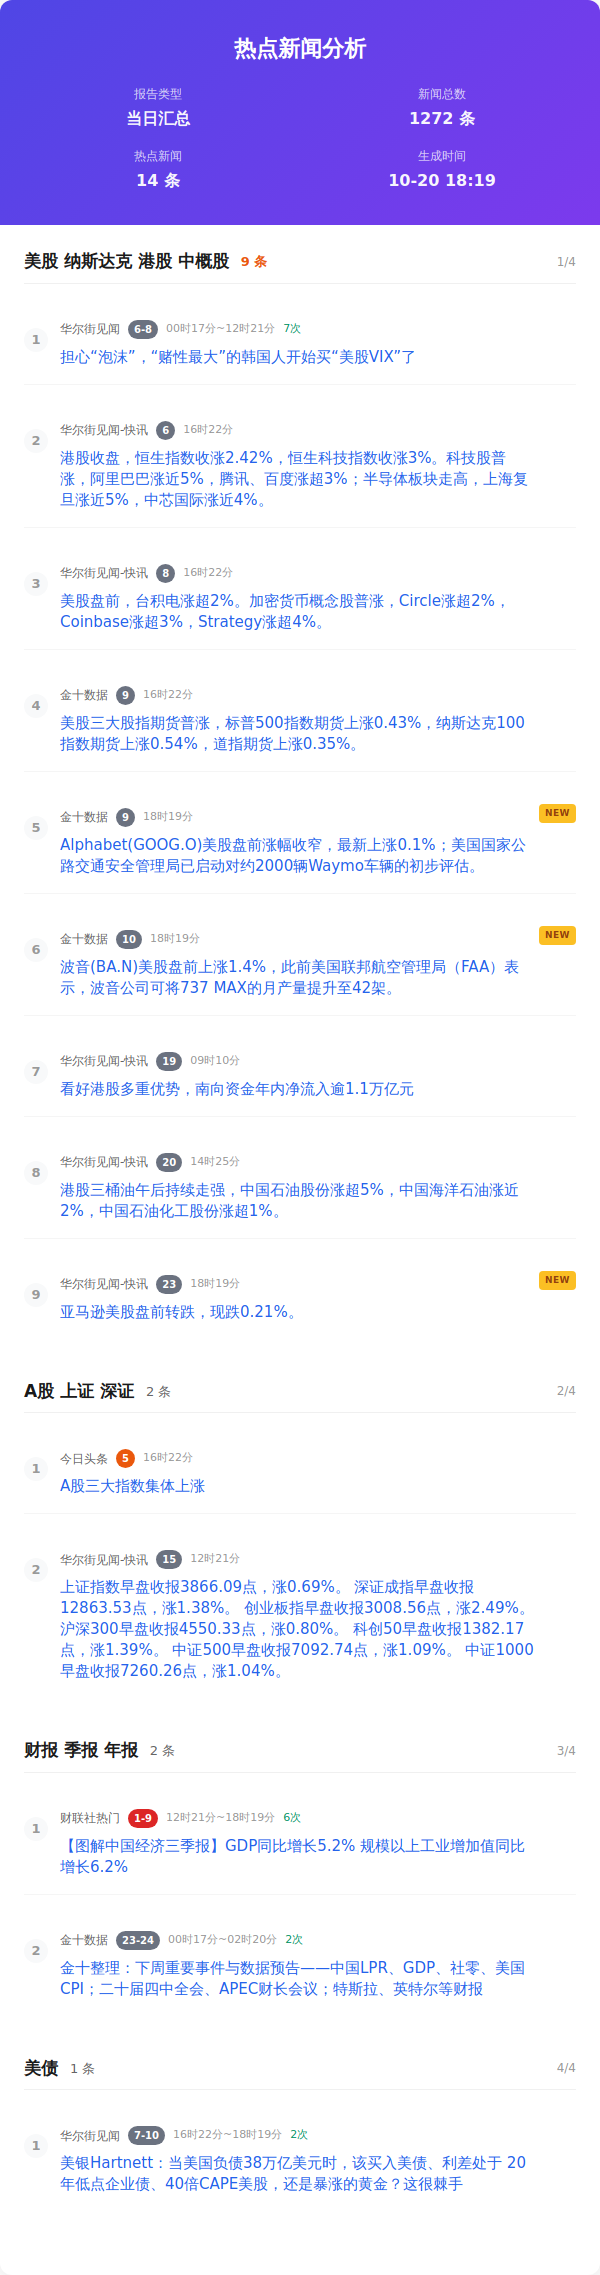 热点新闻分析
报告类型
新闻总数
当日汇总
1272 条
热点新闻
生成时间
14 条
10-20 18:19
美股 纳斯达克 港股 中概股 9 条 1/4
1
华尔街见闻 6-8 00时17分~12时21分 7次
担心“泡沫”，“赌性最大”的韩国人开始买“美股VIX”了
2
华尔街见闻-快讯 6 16时22分
港股收盘，恒生指数收涨2.42%，恒生科技指数收涨3%。科技股普
涨，阿里巴巴涨近5%，腾讯、百度涨超3%；半导体板块走高，上海复
旦涨近5%，中芯国际涨近4%。
3
华尔街见闻-快讯 8 16时22分
美股盘前，台积电涨超2%。加密货币概念股普涨，Circle涨超2%，
Coinbase涨超3%，Strategy涨超4%。
4
金十数据 9 16时22分
美股三大股指期货普涨，标普500指数期货上涨0.43%，纳斯达克100
指数期货上涨0.54%，道指期货上涨0.35%。
5
金十数据 9 18时19分 NEW
Alphabet(GOOG.O)美股盘前涨幅收窄，最新上涨0.1%；美国国家公
路交通安全管理局已启动对约2000辆Waymo车辆的初步评估。
6
金十数据 10 18时19分 NEW
波音(BA.N)美股盘前上涨1.4%，此前美国联邦航空管理局（FAA）表
示，波音公司可将737 MAX的月产量提升至42架。
7
华尔街见闻-快讯 19 09时10分
看好港股多重优势，南向资金年内净流入逾1.1万亿元
8
华尔街见闻-快讯 20 14时25分
港股三桶油午后持续走强，中国石油股份涨超5%，中国海洋石油涨近
2%，中国石油化工股份涨超1%。
9
华尔街见闻-快讯 23 18时19分 NEW
亚马逊美股盘前转跌，现跌0.21%。
A股 上证 深证 2 条 2/4
1
今日头条 5 16时22分
A股三大指数集体上涨
2
华尔街见闻-快讯 15 12时21分
上证指数早盘收报3866.09点，涨0.69%。 深证成指早盘收报
12863.53点，涨1.38%。 创业板指早盘收报3008.56点，涨2.49%。
沪深300早盘收报4550.33点，涨0.80%。 科创50早盘收报1382.17
点，涨1.39%。 中证500早盘收报7092.74点，涨1.09%。 中证1000
早盘收报7260.26点，涨1.04%。
财报 季报 年报 2 条 3/4
1
财联社热门 1-9 12时21分~18时19分 6次
【图解中国经济三季报】GDP同比增长5.2% 规模以上工业增加值同比
增长6.2%
2
金十数据 23-24 00时17分~02时20分 2次
金十整理：下周重要事件与数据预告——中国LPR、GDP、社零、美国
CPI；二十届四中全会、APEC财长会议；特斯拉、英特尔等财报
美债 1 条 4/4
1
华尔街见闻 7-10 16时22分~18时19分 2次
美银Hartnett：当美国负债38万亿美元时，该买入美债、利差处于 20
年低点企业债、40倍CAPE美股，还是暴涨的黄金？这很棘手